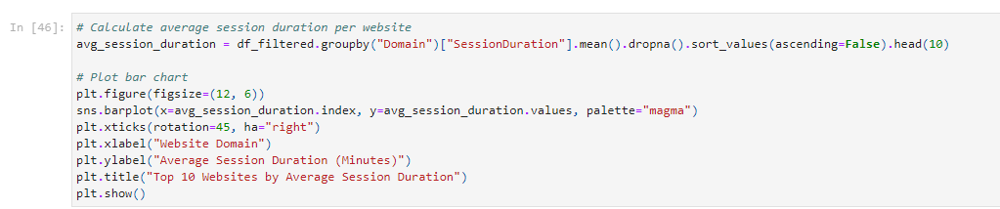 In [46]:
# Calculate average session duration per website
avg_session_duration = df_filtered.groupby("Domain")["SessionDuration"].mean().dropna().sort_values(ascending=False).head(10)

# Plot bar chart
plt.figure(figsize=(12, 6))
sns.barplot(x=avg_session_duration.index, y=avg_session_duration.values, palette="magma")
plt.xticks(rotation=45, ha="right")
plt.xlabel("Website Domain")
plt.ylabel("Average Session Duration (Minutes)")
plt.title("Top 10 Websites by Average Session Duration")
plt.show()